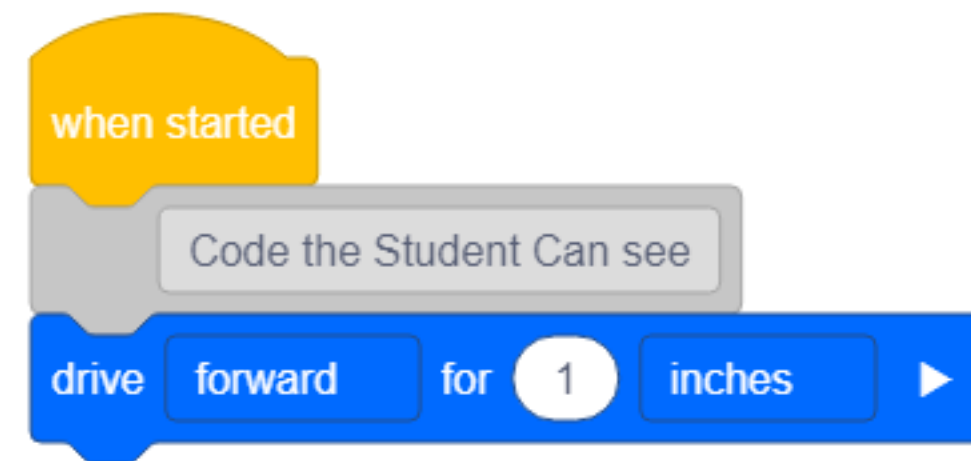 when started
Code the Student Can see
drive forward for 1 inches